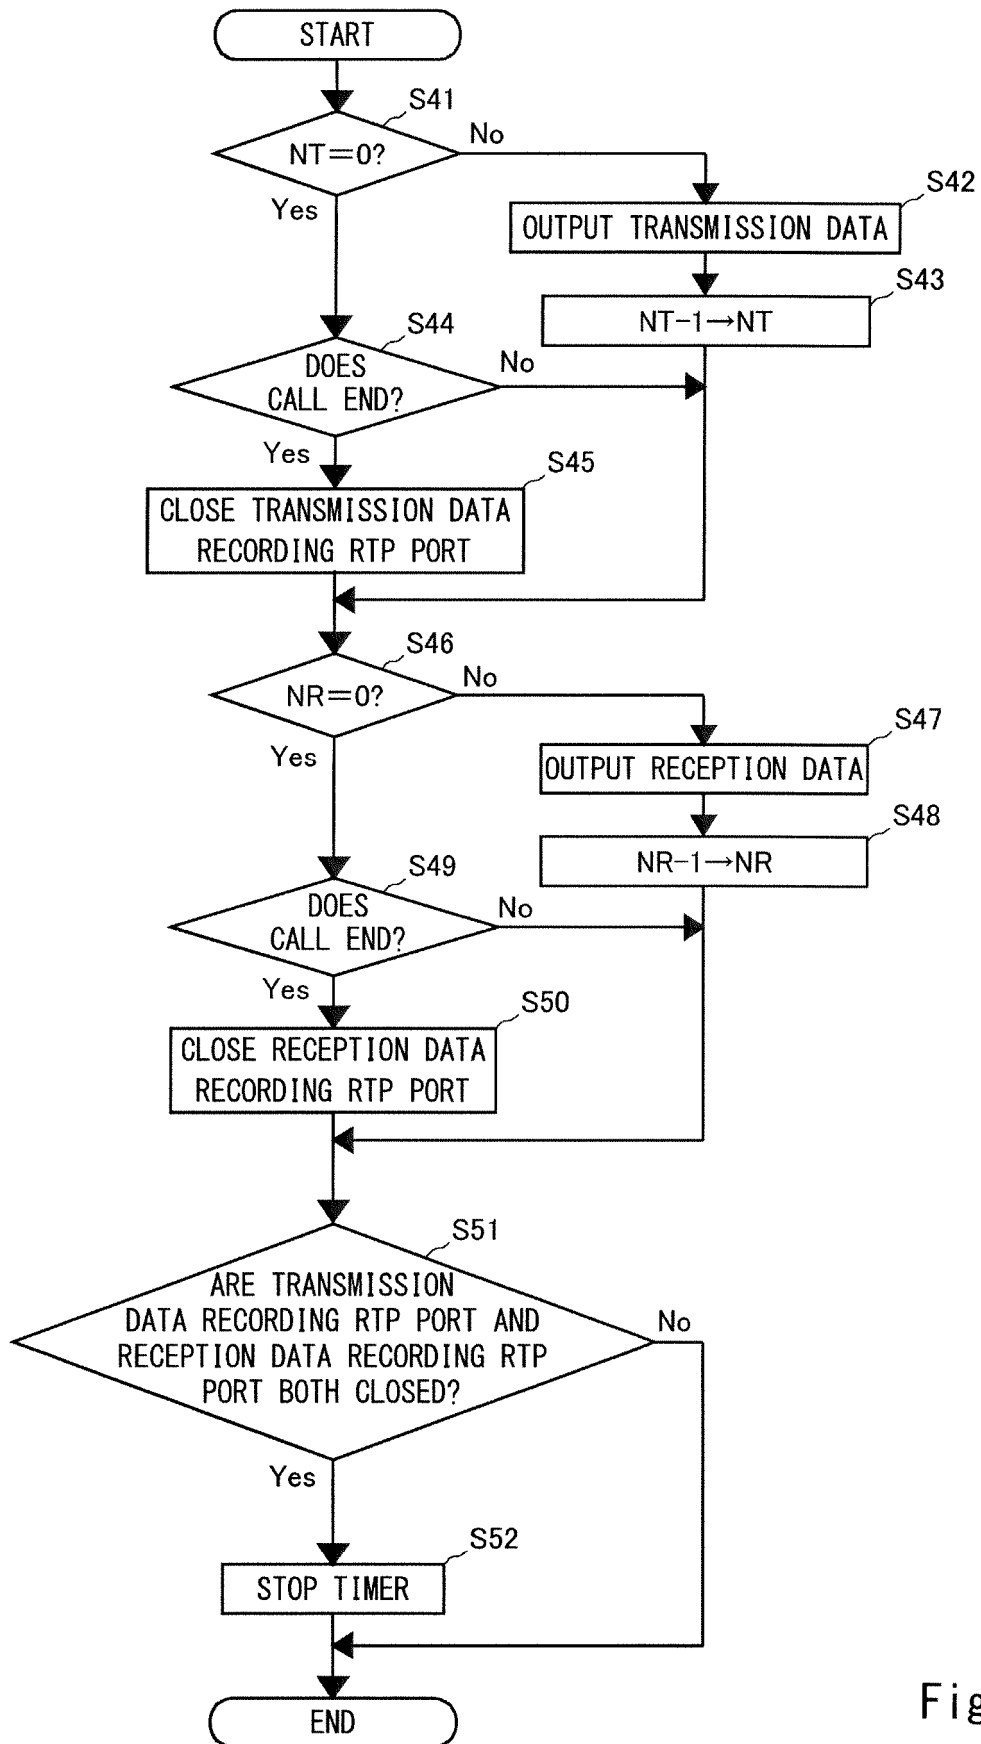 START
S41
NT=0?
No
Yes
S42
OUTPUT TRANSMISSION DATA
S43
NT-1→NT
S44
DOES
CALL END?
No
Yes
S45
CLOSE TRANSMISSION DATA
RECORDING RTP PORT
S46
NR=0?
No
Yes
S47
OUTPUT RECEPTION DATA
S48
NR-1→NR
S49
DOES
CALL END?
No
Yes
S50
CLOSE RECEPTION DATA
RECORDING RTP PORT
S51
ARE TRANSMISSION
DATA RECORDING RTP PORT AND
RECEPTION DATA RECORDING RTP
PORT BOTH CLOSED?
No
Yes
S52
STOP TIMER
END
Fig